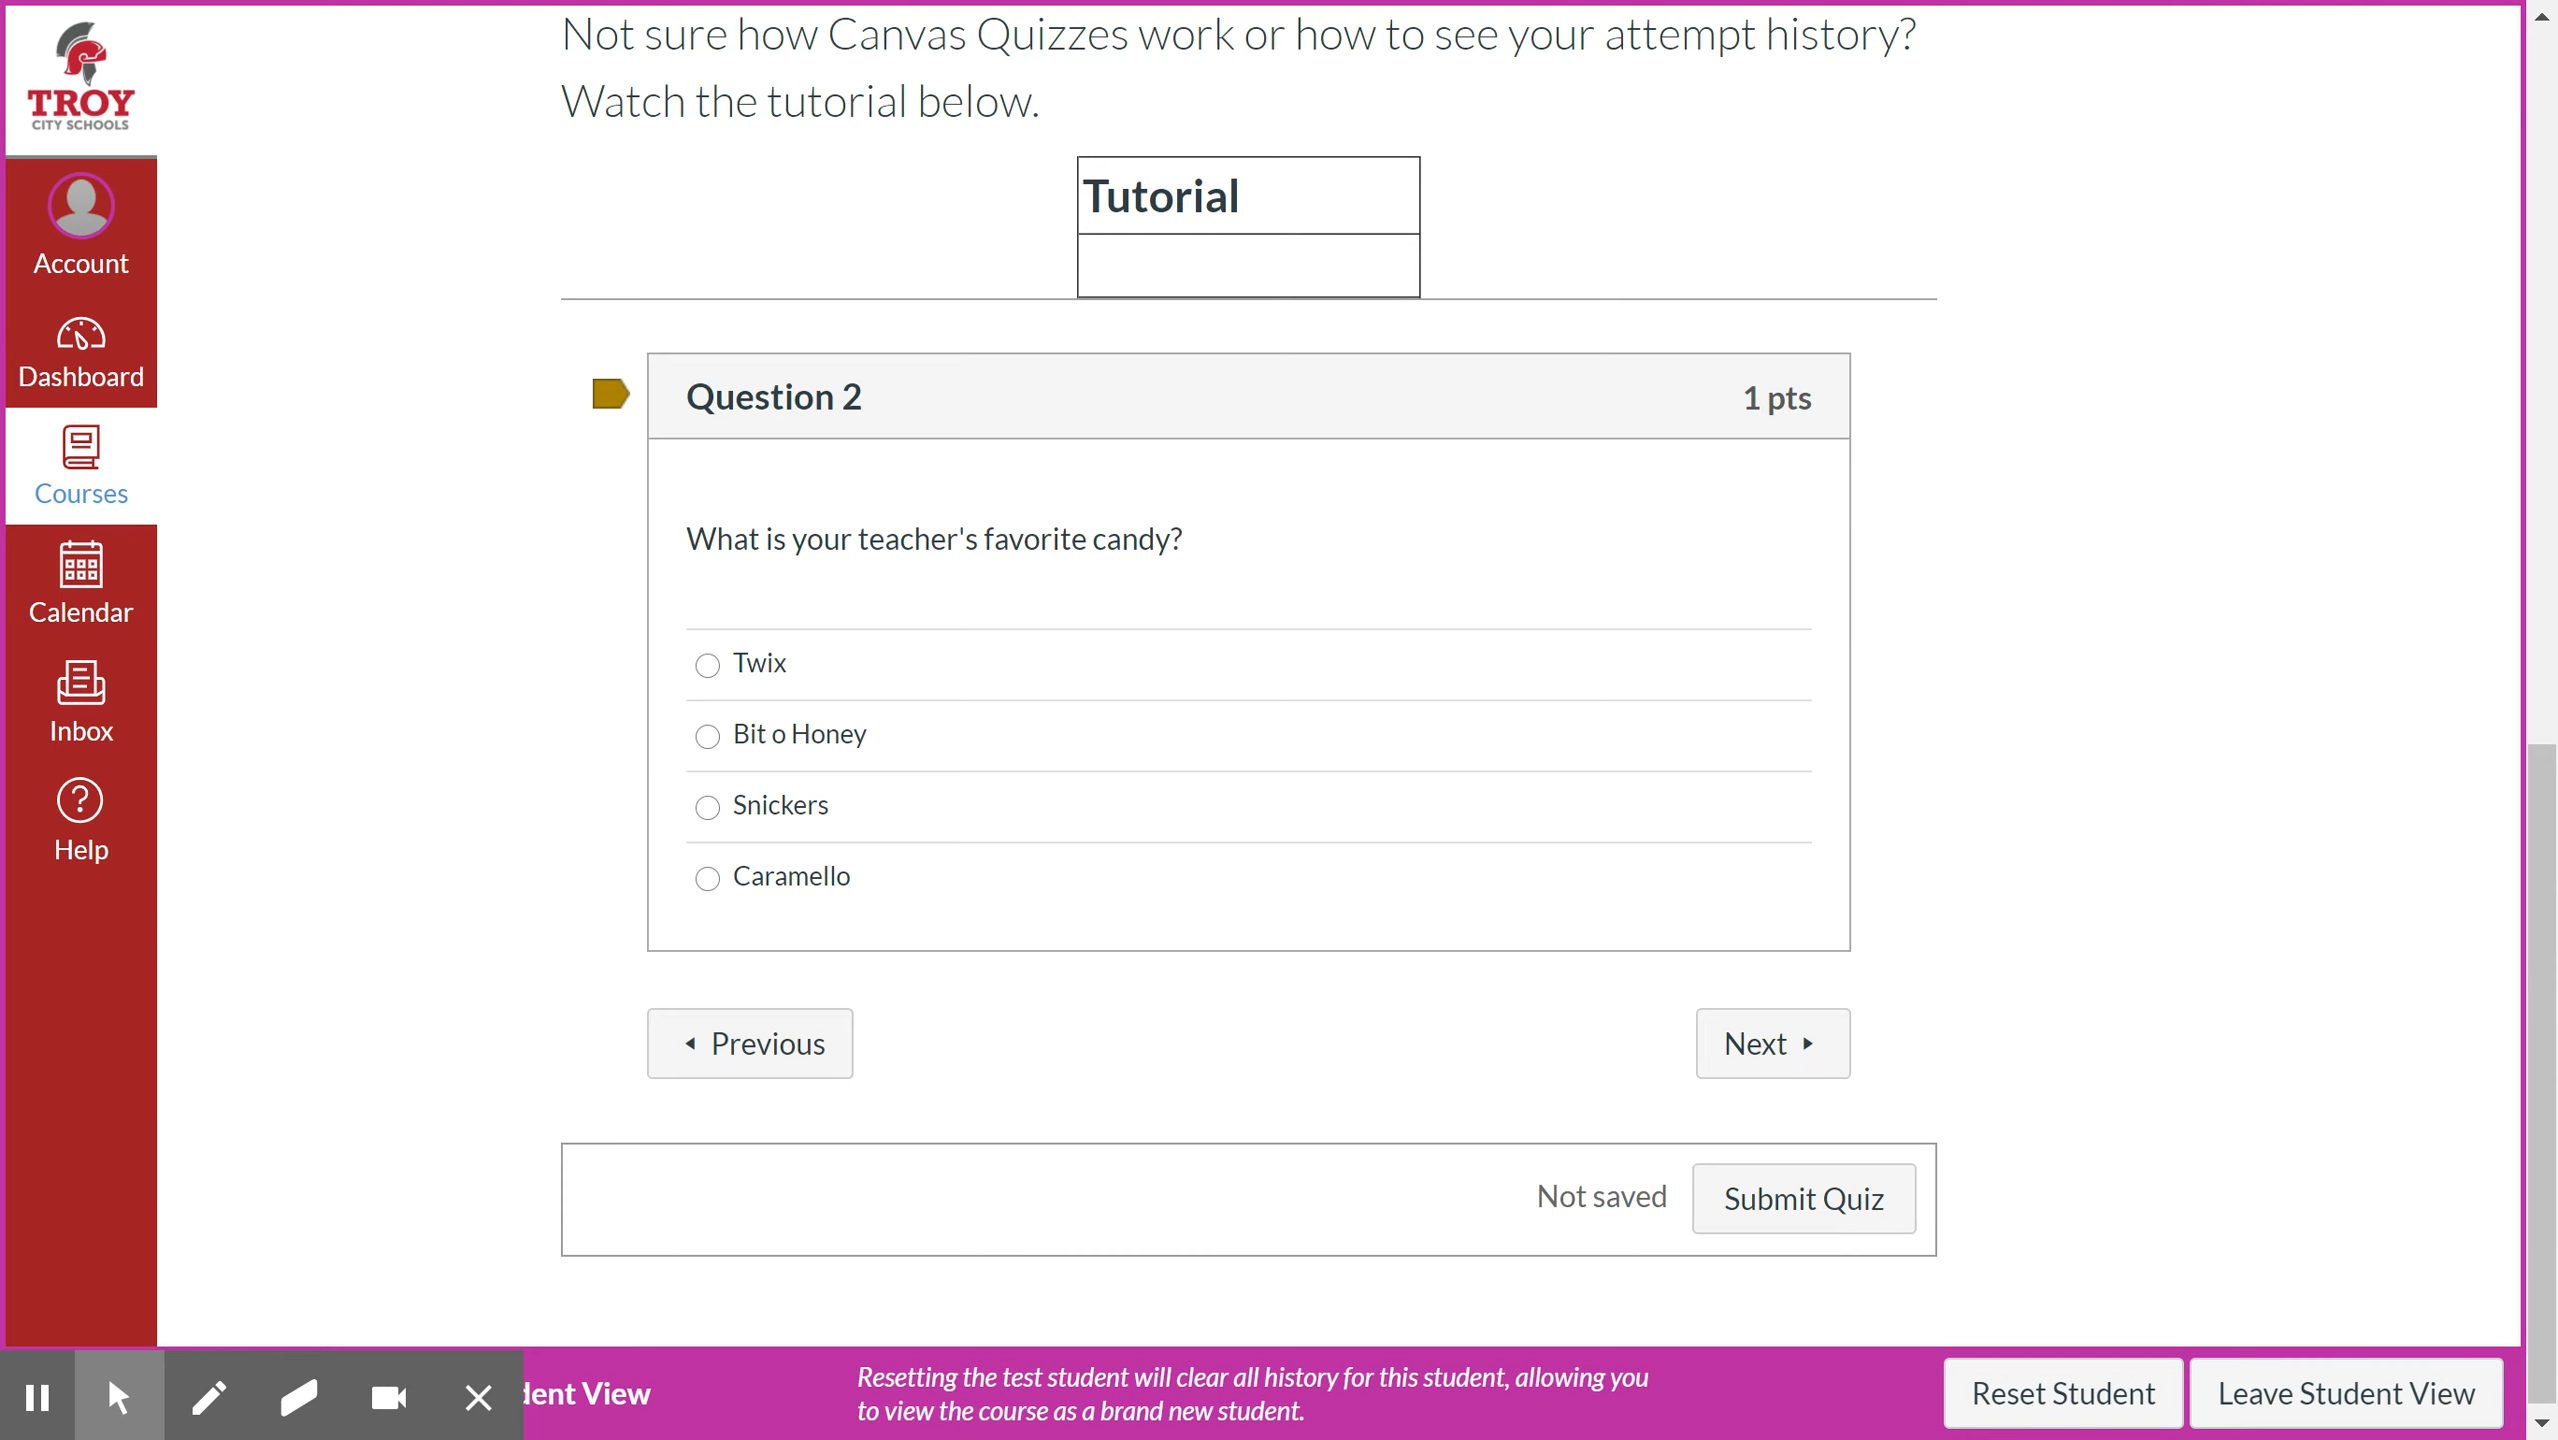 Not sure how Canvas Quizzes work or how to see your attempt history?
Watch the tutorial below.
TROY
CITY SCHOOLS
Account
Dashboard
Courses
Calendar
Inbox
Help
Tutorial
Question 2
1 pts
What is your teacher's favorite candy?
Twix
Bit o Honey
Snickers
Caramello
Previous
Next
Not saved
Submit Quiz
dent View
Resetting the test student will clear all history for this student, allowing you
to view the course as a brand new student.
Reset Student
Leave Student View